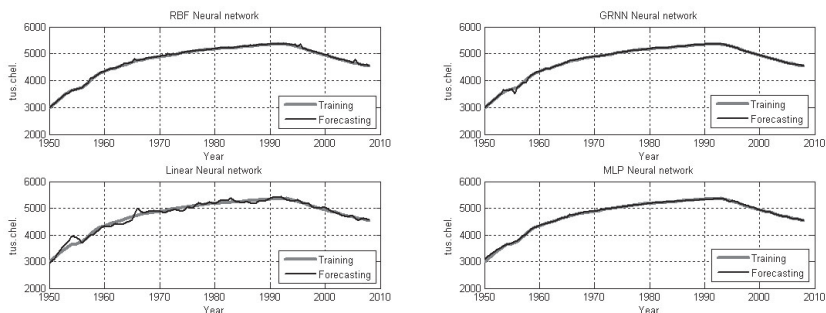 RBF Neural network
6000
5000
4000
3000
2000
tus.chel.
1950 1960 1970 1980 1990 2000 2010
Year
Training
Forecasting
GRNN Neural network
6000
5000
4000
3000
2000
tus.chel.
1950 1960 1970 1980 1990 2000 2010
Year
Training
Forecasting
Linear Neural network
6000
5000
4000
3000
2000
tus.chel.
1950 1960 1970 1980 1990 2000 2010
Year
Training
Forecasting
MLP Neural network
6000
5000
4000
3000
2000
tus.chel.
1950 1960 1970 1980 1990 2000 2010
Year
Training
Forecasting